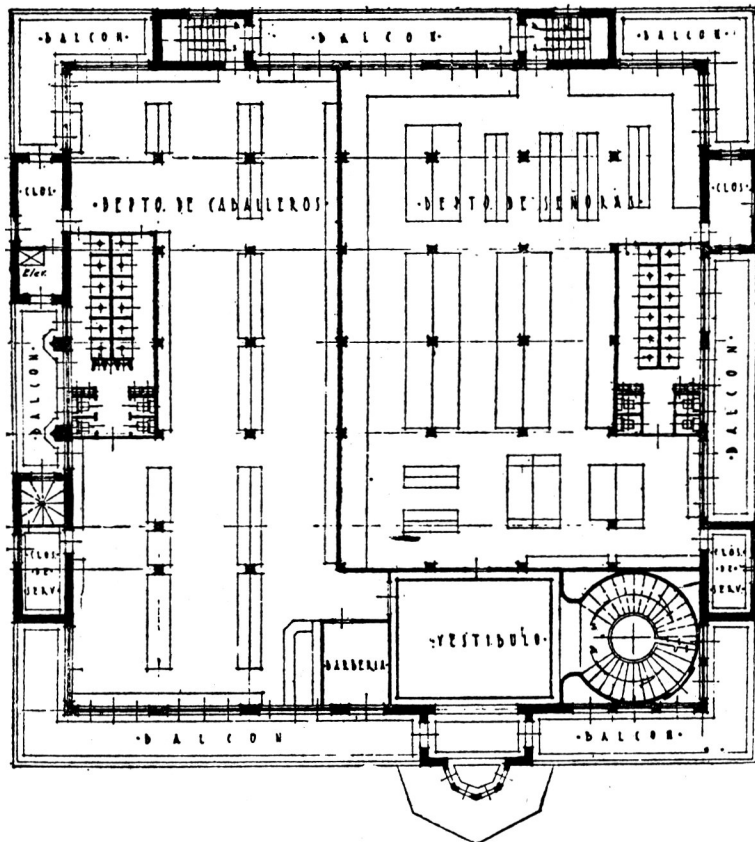 ·BALCON·
·BALCON·
·BALCON·
·CLOS·
·DEPTO DE CABALLEROS·
·DEPTO DE SEÑORAS·
·CLOS·
Elev.
·BALCON·
·BALCON·
·CLOS·
·DE·
·SERV·
·CLÓS·
·DE·
·SERV·
·VESTIBULO·
·BARBERIA·
·BALCON
·BALCON·